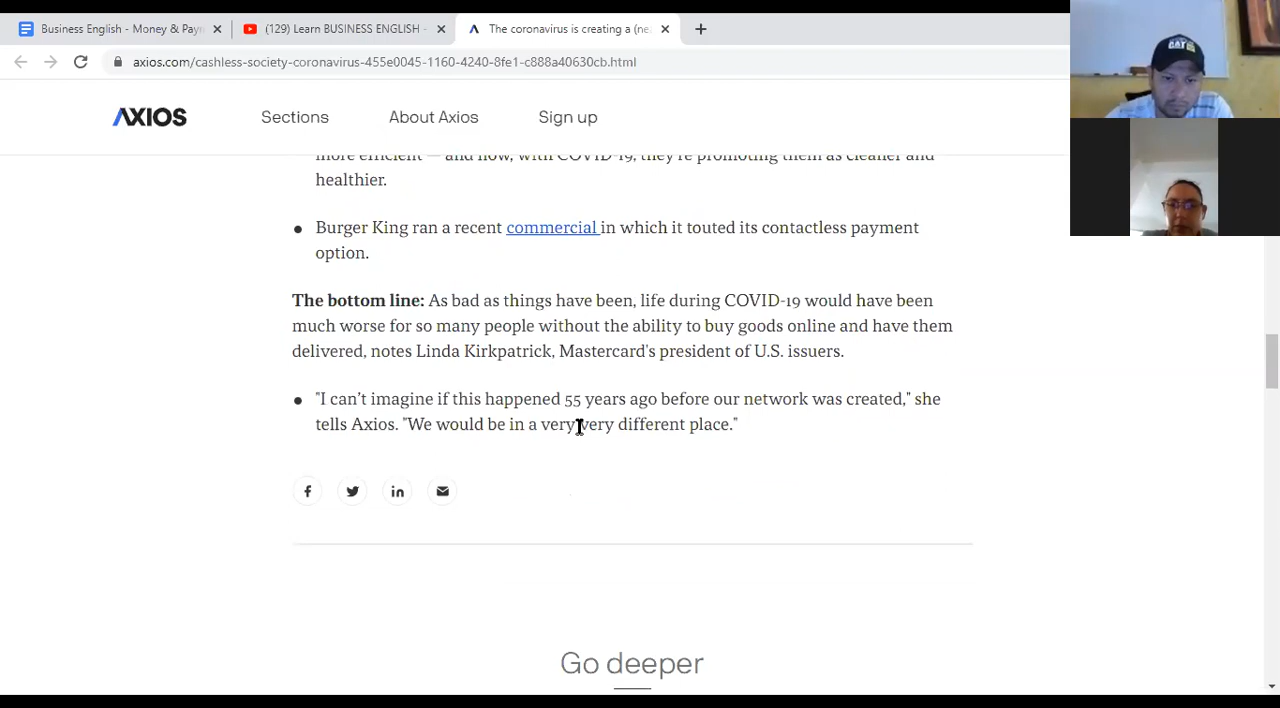 Business English - Money & Payn
(129) Learn BUSINESS ENGLISH -
The coronavirus is creating a (ne
axios.com/cashless-society-coronavirus-455e0045-1160-4240-8fe1-c888a40630cb.html
AXIOS
Sections
About Axios
Sign up
more efficient — and now, with COVID-19, they're promoting them as cleaner and
healthier.
Burger King ran a recent commercial in which it touted its contactless payment
option.
The bottom line: As bad as things have been, life during COVID-19 would have been
much worse for so many people without the ability to buy goods online and have them
delivered, notes Linda Kirkpatrick, Mastercard's president of U.S. issuers.
"I can't imagine if this happened 55 years ago before our network was created," she
tells Axios. "We would be in a very very different place."
Go deeper
CAT